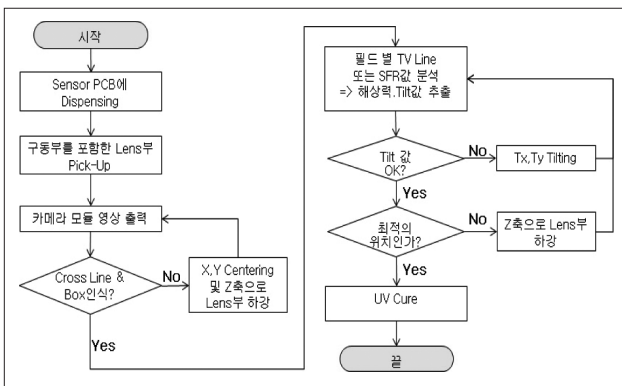 시작
Sensor PCB에
Dispensing
구동부를 포함한 Lens부
Pick-Up
카메라 모듈 영상 출력
Cross Line &
Box인식?
No
X,Y Centering
및 Z축으로
Lens부 하강
Yes
필드 별 TV Line
또는 SFR값 분석
=> 해상력.Tilt값 추출
Tilt 값
OK?
No
Tx,Ty Tilting
Yes
최적의
위치인가?
No
Z축으로 Lens부
하강
Yes
UV Cure
끝